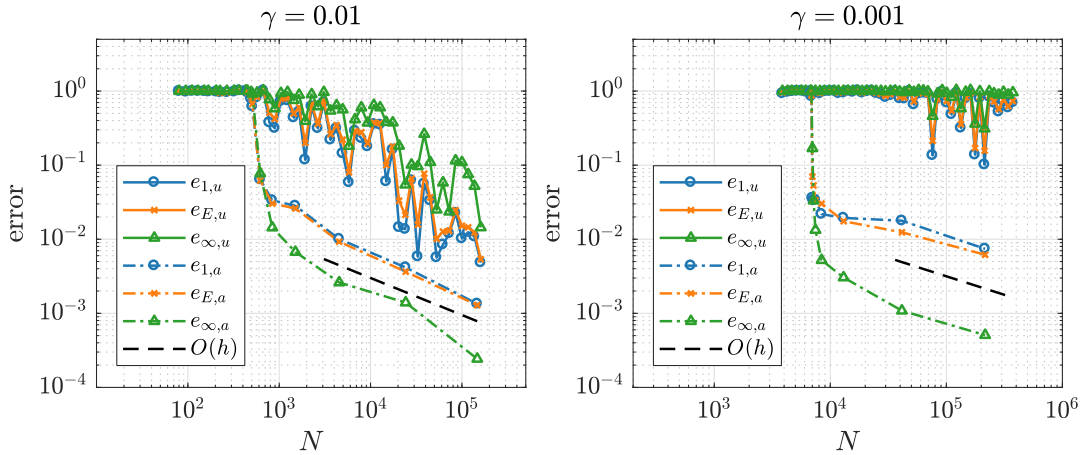 γ = 0.01
error
10^0
10^{-1}
10^{-2}
10^{-3}
10^{-4}
e_{1,u}
e_{E,u}
e_{∞,u}
e_{1,a}
e_{E,a}
e_{∞,a}
O(h)
10^2 10^3 10^4 10^5
N
γ = 0.001
error
10^0
10^{-1}
10^{-2}
10^{-3}
10^{-4}
e_{1,u}
e_{E,u}
e_{∞,u}
e_{1,a}
e_{E,a}
e_{∞,a}
O(h)
10^3 10^4 10^5 10^6
N